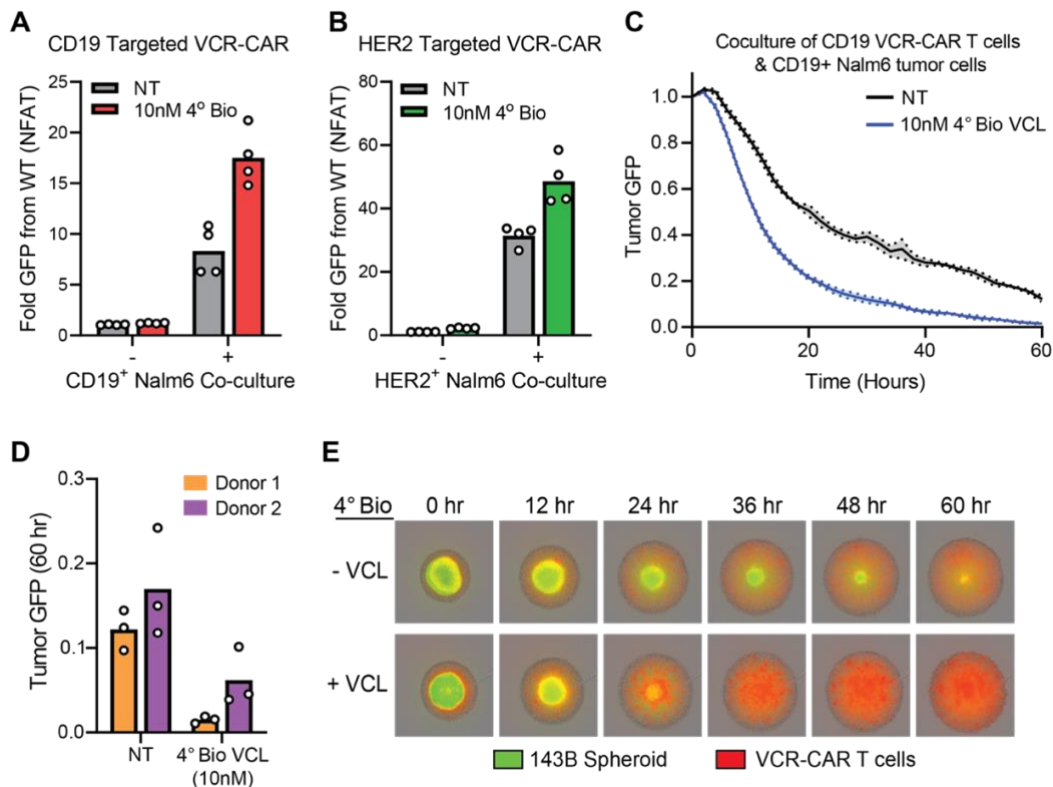 A
CD19 Targeted VCR-CAR
Fold GFP from WT (NFAT)
25
20
15
10
5
0
NT
10nM 4° Bio
- +
CD19+ Nalm6 Co-culture
B
HER2 Targeted VCR-CAR
Fold GFP from WT (NFAT)
80
60
40
20
0
NT
10nM 4° Bio
- +
HER2+ Nalm6 Co-culture
C
Coculture of CD19 VCR-CAR T cells
& CD19+ Nalm6 tumor cells
Tumor GFP
1.0
0.8
0.6
0.4
0.2
0.0
NT
10nM 4° Bio VCL
0 20 40 60
Time (Hours)
D
Tumor GFP (60 hr)
0.3
0.2
0.1
0.0
Donor 1
Donor 2
NT 4° Bio VCL
(10nM)
E
4° Bio 0 hr 12 hr 24 hr 36 hr 48 hr 60 hr
- VCL
+ VCL
143B Spheroid VCR-CAR T cells